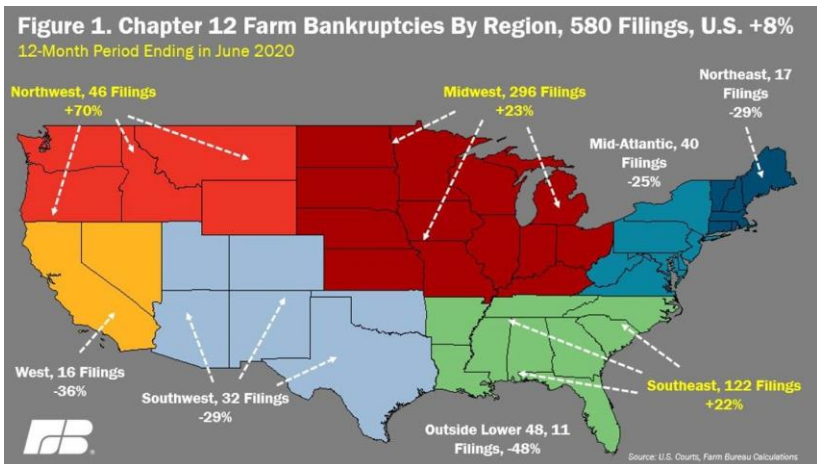 Figure 1. Chapter 12 Farm Bankruptcies By Region, 580 Filings, U.S. +8%
12-Month Period Ending in June 2020
Northwest, 46 Filings
+70%
Midwest, 296 Filings
+23%
Northeast, 17
Filings
-29%
Mid-Atlantic, 40
Filings
-25%
West, 16 Filings
-36%
Southwest, 32 Filings
-29%
Southeast, 122 Filings
+22%
Outside Lower 48, 11
Filings, -48%
FB
Source: U.S. Courts, Farm Bureau Calculations